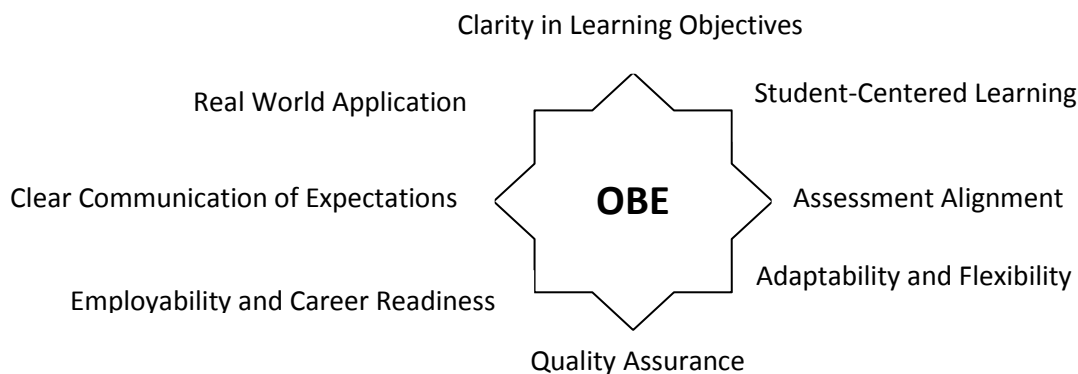 Clarity in Learning Objectives
Real World Application
Student-Centered Learning
Clear Communication of Expectations
OBE
Assessment Alignment
Adaptability and Flexibility
Employability and Career Readiness
Quality Assurance